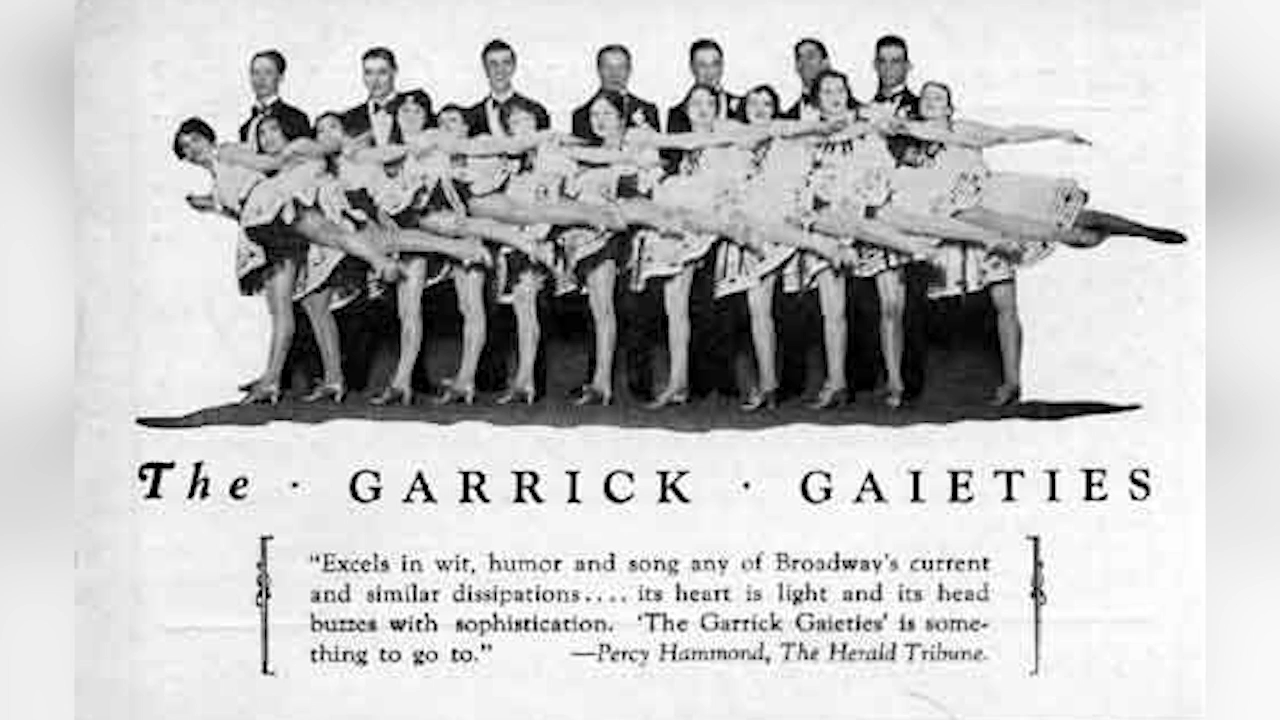 The · GARRICK · GAIETIES
"Excels in wit, humor and song any of Broadway's current
and similar dissipations.... its heart is light and its head
buzzes with sophistication. 'The Garrick Gaieties' is some-
thing to go to." —Percy Hammond, The Herald Tribune.